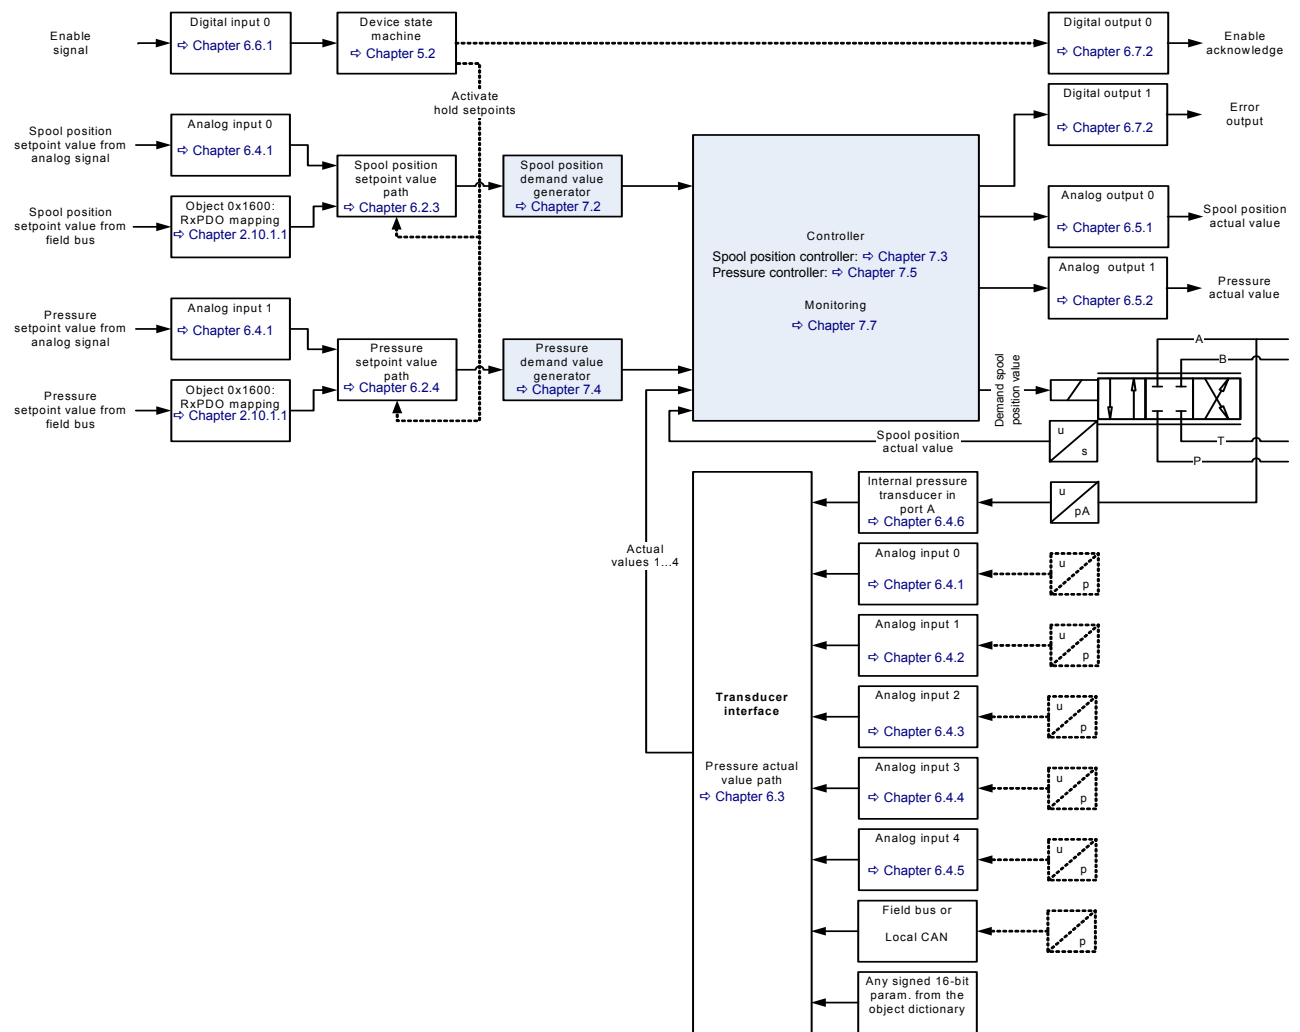 Enable
signal
Digital input 0
⇨ Chapter 6.6.1
Device state
machine
⇨ Chapter 5.2
Digital output 0
⇨ Chapter 6.7.2
Enable
acknowledge
Activate
hold setpoints
Digital output 1
⇨ Chapter 6.7.2
Error
output
Spool position
setpoint value from
analog signal
Analog input 0
⇨ Chapter 6.4.1
Spool position
setpoint value from
field bus
Object 0x1600:
RxPDO mapping
⇨ Chapter 2.10.1.1
Spool position
setpoint value
path
⇨ Chapter 6.2.3
Spool position
demand value
generator
⇨ Chapter 7.2
Controller
Spool position controller: ⇨ Chapter 7.3
Pressure controller: ⇨ Chapter 7.5
Monitoring
⇨ Chapter 7.7
Analog output 0
⇨ Chapter 6.5.1
Spool position
actual value
Analog output 1
⇨ Chapter 6.5.2
Pressure
actual value
Pressure
setpoint value from
analog signal
Analog input 1
⇨ Chapter 6.4.1
Pressure
setpoint value from
field bus
Object 0x1600:
RxPDO mapping
⇨ Chapter 2.10.1.1
Pressure
setpoint value
path
⇨ Chapter 6.2.4
Pressure
demand value
generator
⇨ Chapter 7.4
Demand spool
position value
A
B
T
P
u
s
Spool position
actual value
Internal pressure
transducer in
port A
⇨ Chapter 6.4.6
u
pA
Actual
values 1...4
Analog input 0
⇨ Chapter 6.4.1
u
p
Analog input 1
⇨ Chapter 6.4.2
u
p
Transducer
interface
Pressure actual
value path
⇨ Chapter 6.3
Analog input 2
⇨ Chapter 6.4.3
u
p
Analog input 3
⇨ Chapter 6.4.4
u
p
Analog input 4
⇨ Chapter 6.4.5
u
p
Field bus or
Local CAN
u
p
Any signed 16-bit
param. from the
object dictionary